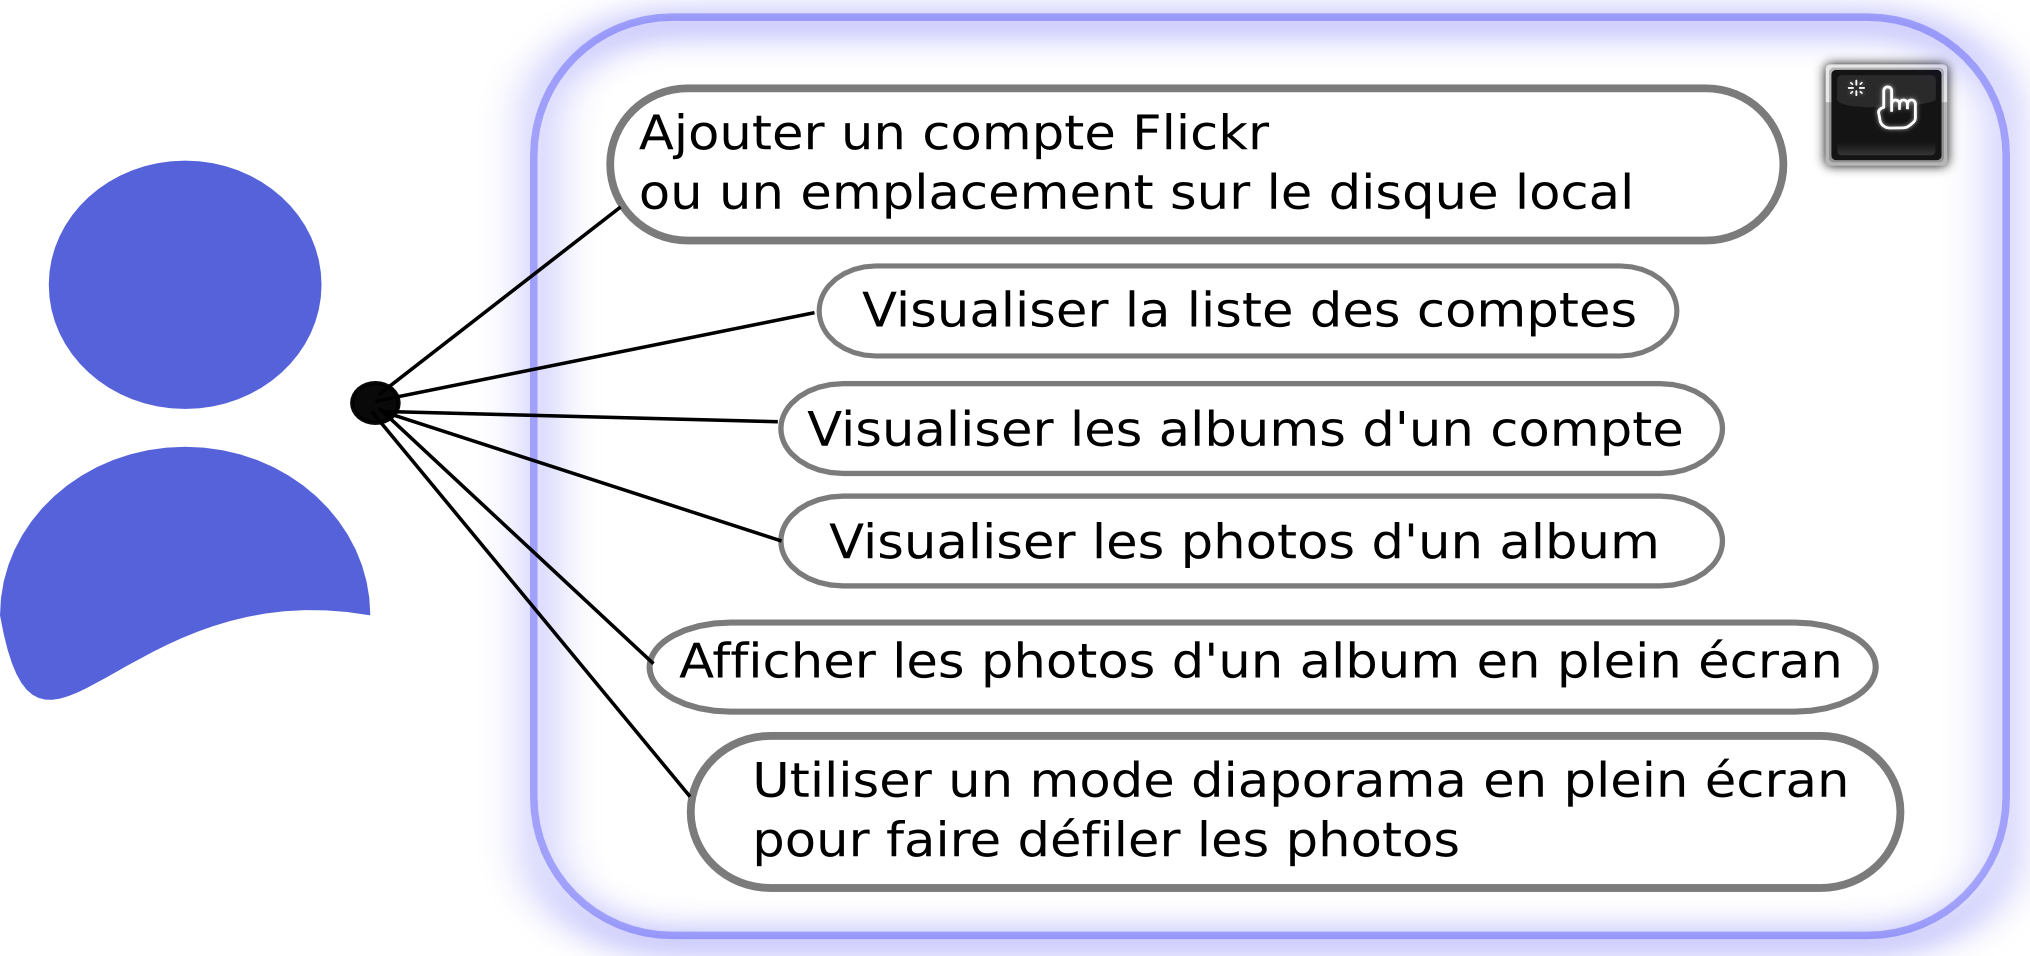 Ajouter un compte Flickr
ou un emplacement sur le disque local
Visualiser la liste des comptes
Visualiser les albums d'un compte
Visualiser les photos d'un album
Afficher les photos d'un album en plein écran
Utiliser un mode diaporama en plein écran
pour faire défiler les photos